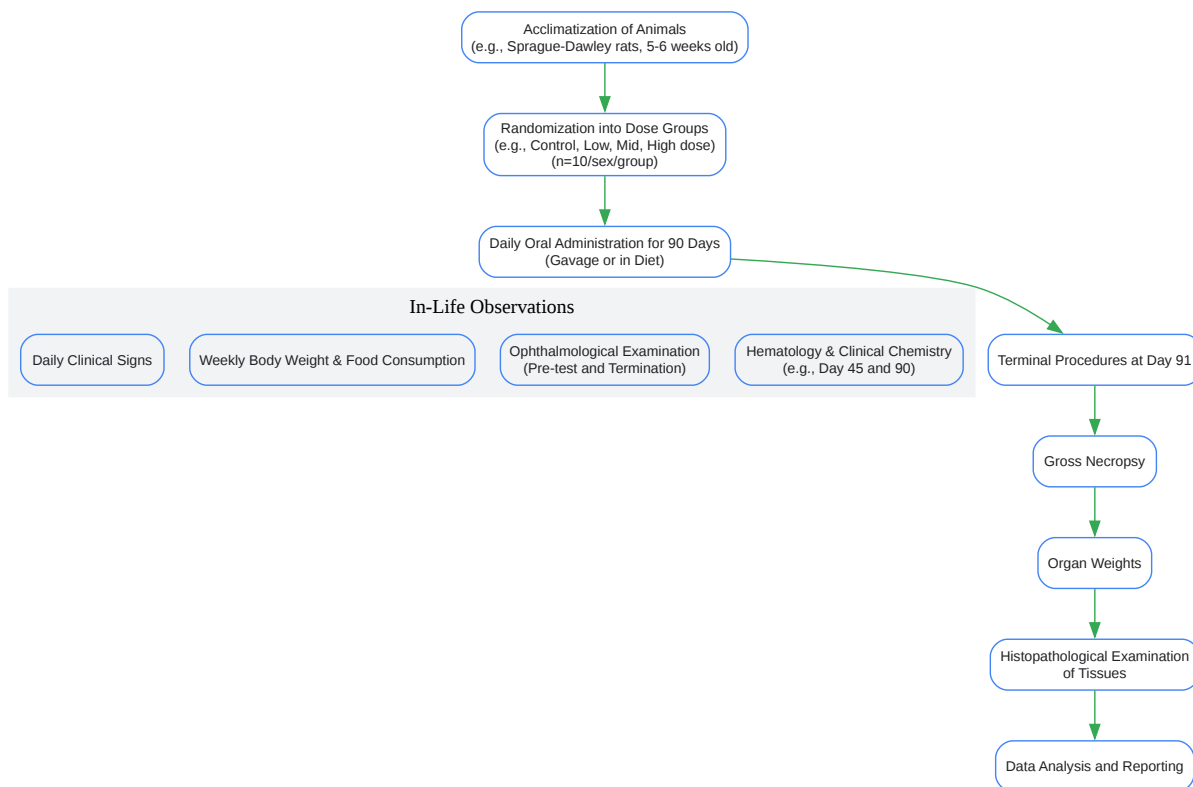 Acclimatization of Animals
(e.g., Sprague-Dawley rats, 5-6 weeks old)
Randomization into Dose Groups
(e.g., Control, Low, Mid, High dose)
(n=10/sex/group)
Daily Oral Administration for 90 Days
(Gavage or in Diet)
In-Life Observations
Daily Clinical Signs
Weekly Body Weight & Food Consumption
Ophthalmological Examination
(Pre-test and Termination)
Hematology & Clinical Chemistry
(e.g., Day 45 and 90)
Terminal Procedures at Day 91
Gross Necropsy
Organ Weights
Histopathological Examination
of Tissues
Data Analysis and Reporting